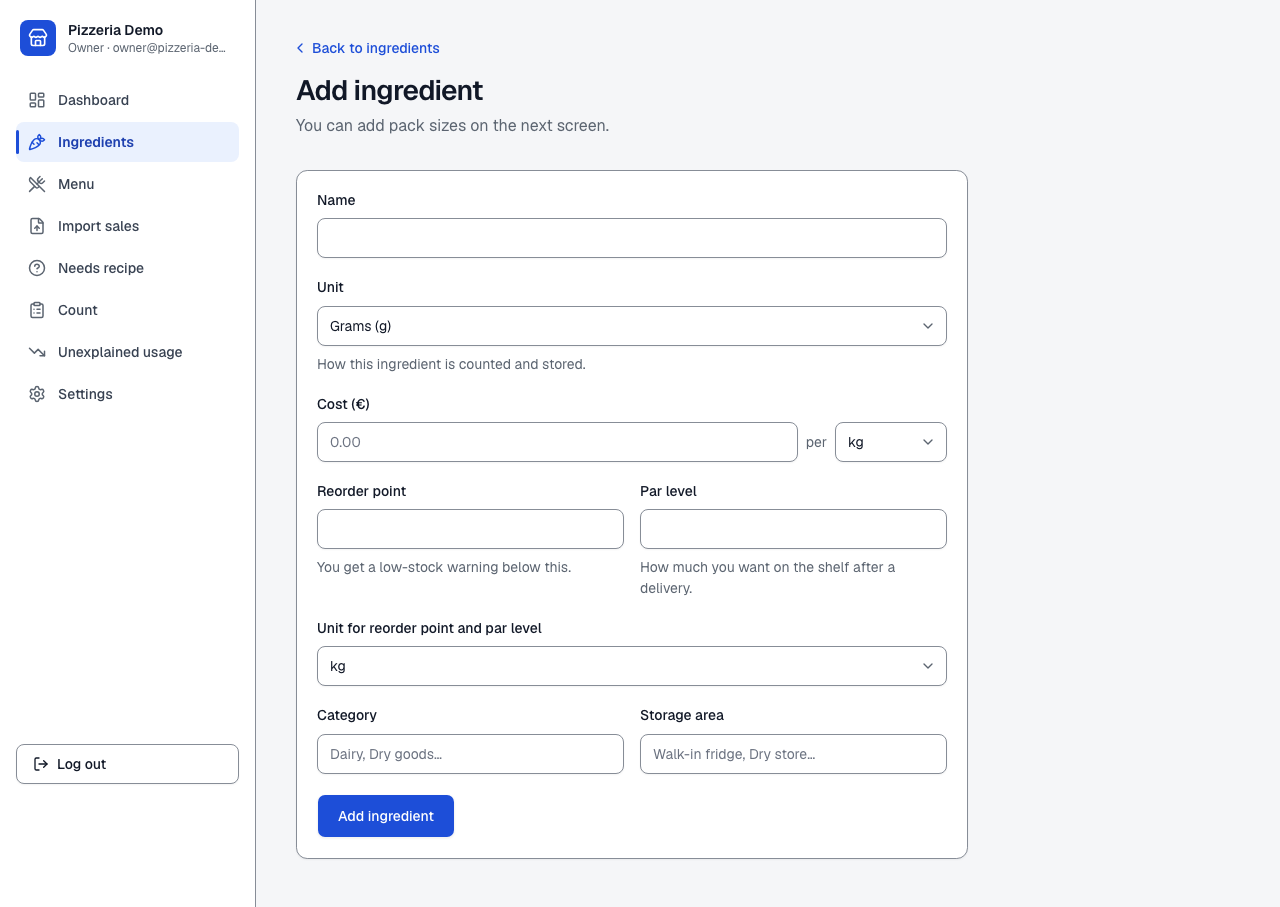 Pizzeria Demo
Owner · owner@pizzeria-de…
Dashboard
Ingredients
Menu
Import sales
Needs recipe
Count
Unexplained usage
Settings
Log out
Back to ingredients
Add ingredient
You can add pack sizes on the next screen.
Name
Unit
Grams (g)
How this ingredient is counted and stored.
Cost (€)
0.00 per kg
Reorder point
You get a low-stock warning below this.
Par level
How much you want on the shelf after a
delivery.
Unit for reorder point and par level
kg
Category
Dairy, Dry goods…
Storage area
Walk-in fridge, Dry store…
Add ingredient